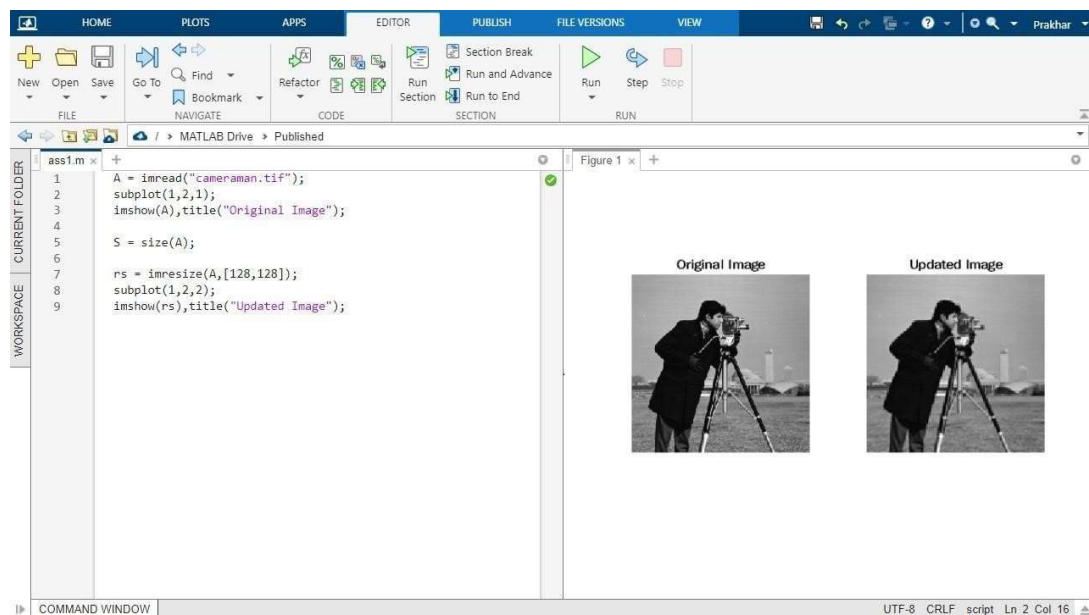 HOME PLOTS APPS EDITOR PUBLISH FILE VERSIONS VIEW Prakhar
New Open Save Go To Find Bookmark Refactor Run Section Section Break Run and Advance Run to End Run Step Stop
FILE NAVIGATE CODE SECTION RUN
/ > MATLAB Drive > Published
CURRENT FOLDER
WORKSPACE
ass1.m × +
1 A = imread("cameraman.tif");
2 subplot(1,2,1);
3 imshow(A),title("Original Image");
4
5 S = size(A);
6
7 rs = imresize(A,[128,128]);
8 subplot(1,2,2);
9 imshow(rs),title("Updated Image");
Figure 1 × +
Original Image Updated Image
COMMAND WINDOW
UTF-8 CRLF script Ln 2 Col 16